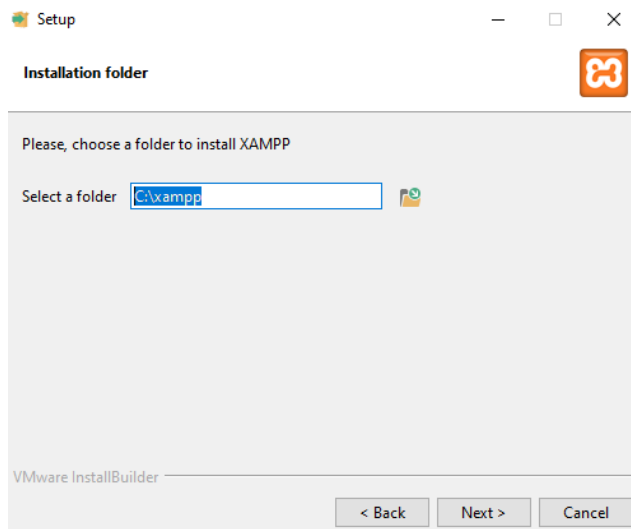 Setup
Installation folder
Please, choose a folder to install XAMPP
Select a folder C:\xampp
VMware InstallBuilder
< Back Next > Cancel